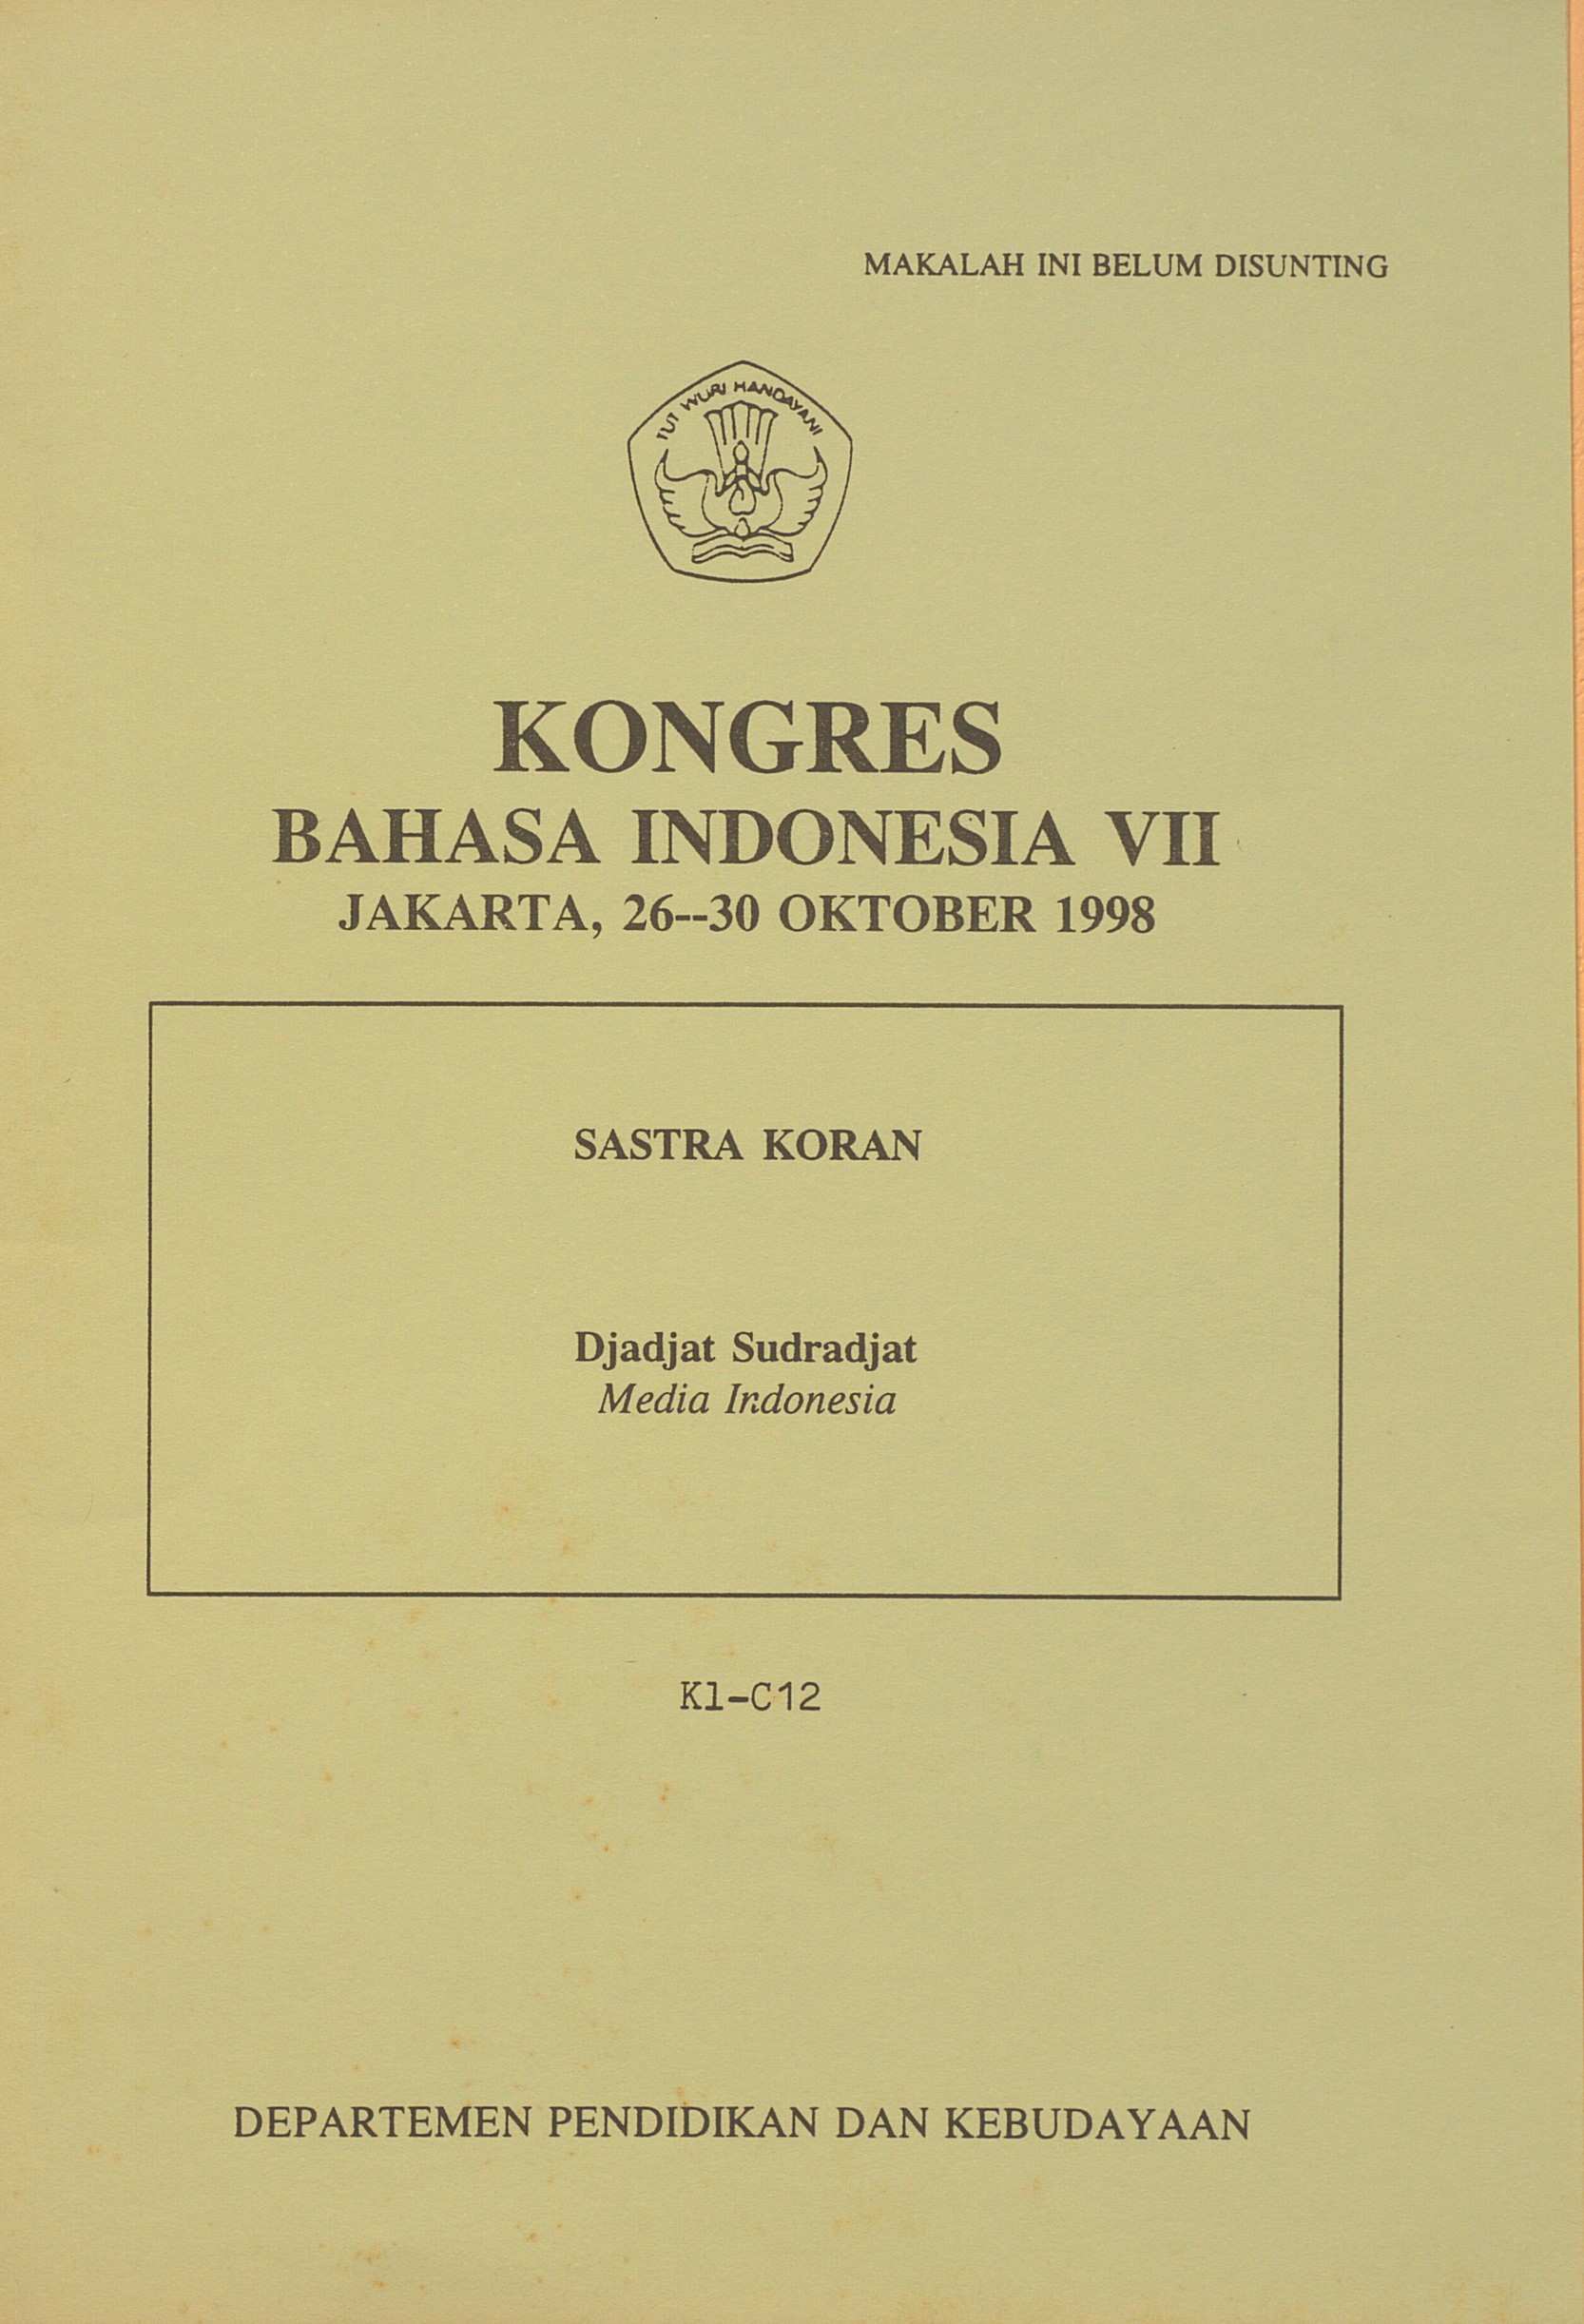 MAKALAH INI BELUM DISUNTING
TUT WURI HANDAYANI
KONGRES
BAHASA INDONESIA VII
JAKARTA, 26--30 OKTOBER 1998
SASTRA KORAN
Djadjat Sudradjat
Media Indonesia
K1-C12
DEPARTEMEN PENDIDIKAN DAN KEBUDAYAAN